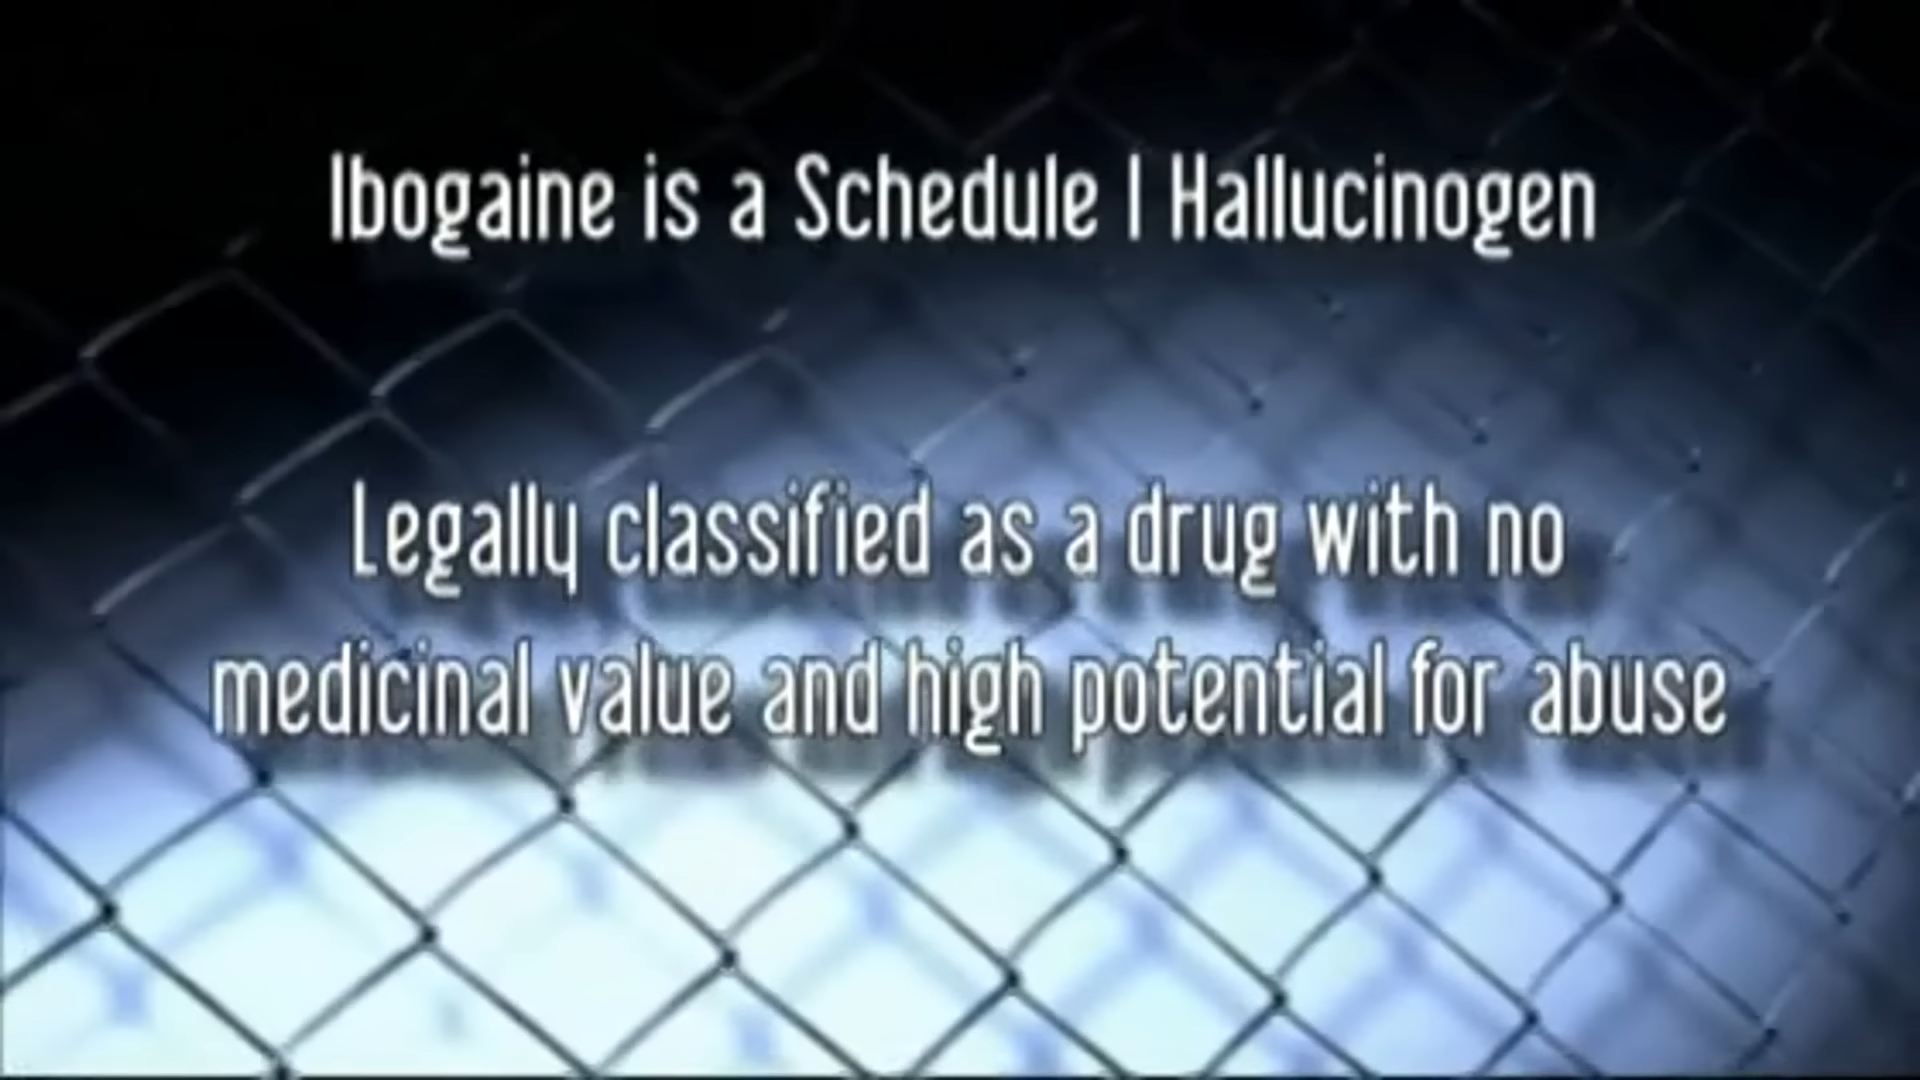 Ibogaine is a Schedule I Hallucinogen
Legally classified as a drug with no
medicinal value and high potential for abuse